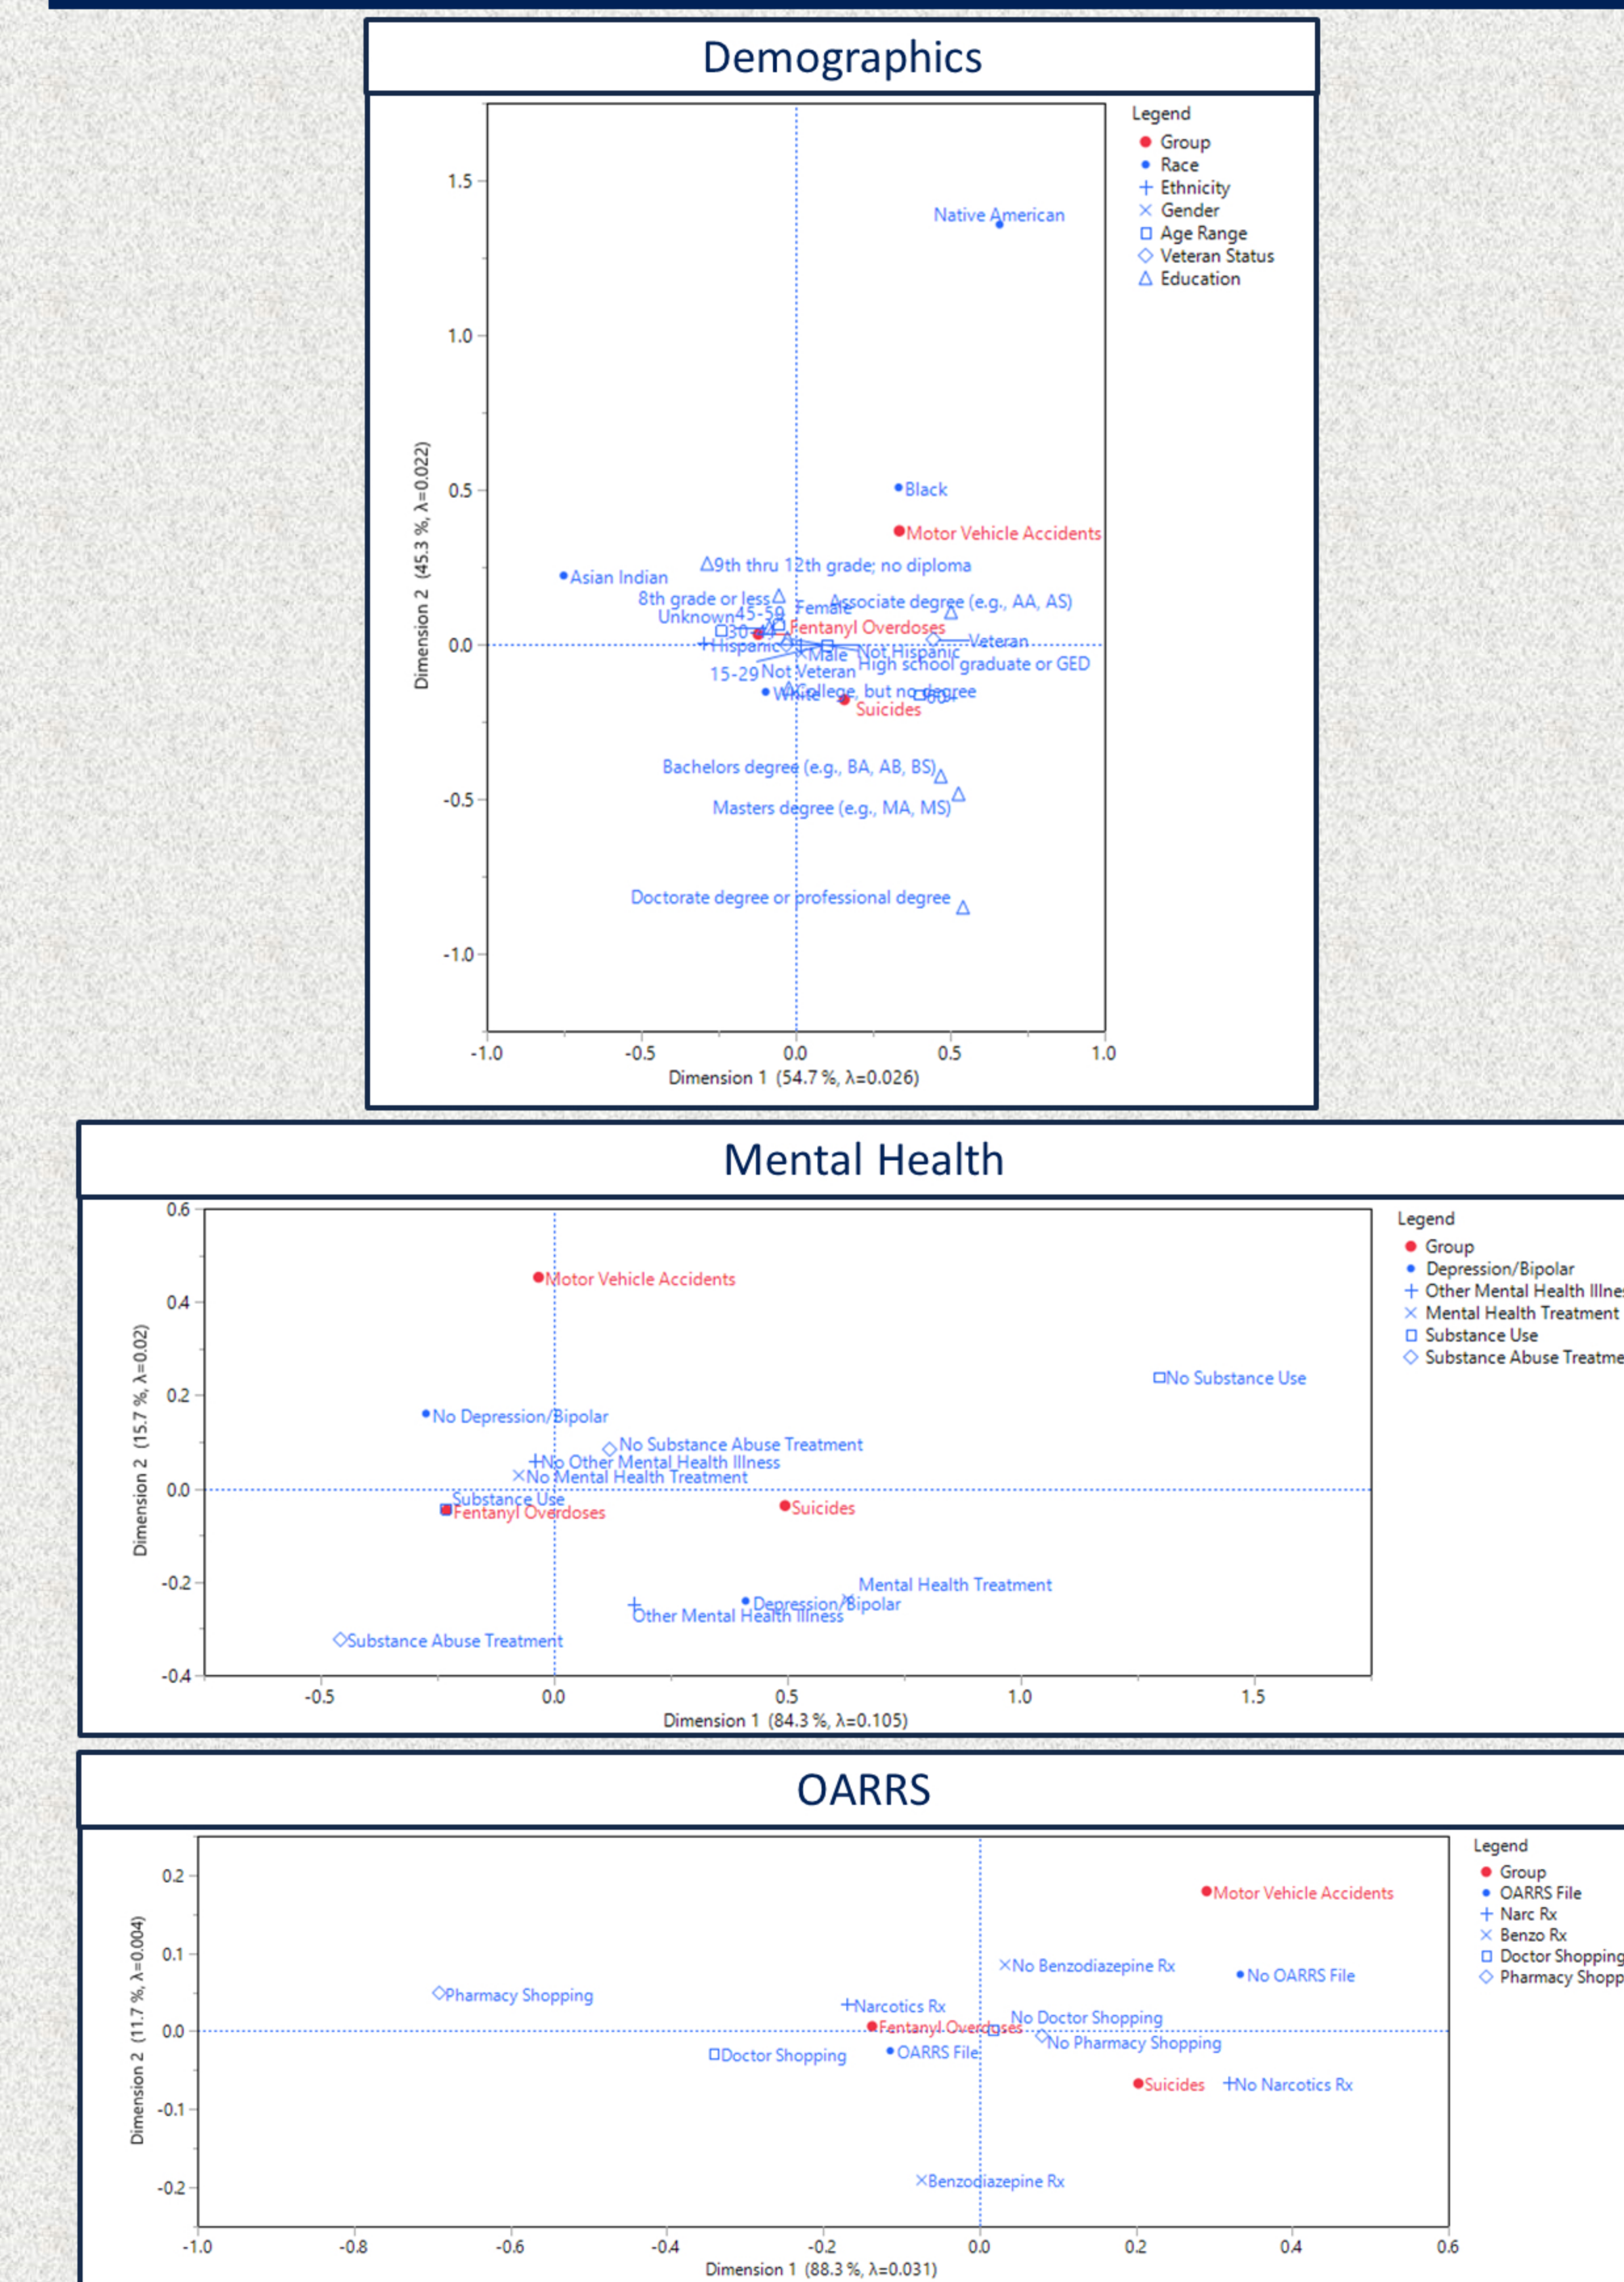 Demographics
Legend
Group
Race
Ethnicity
Gender
Age Range
Veteran Status
Education
1.5
1.0
0.5
0.0
-0.5
-1.0
Dimension 2 (45.3 %, λ=0.022)
Native American
Black
Motor Vehicle Accidents
9th thru 12th grade; no diploma
Asian Indian
8th grade or less
Associate degree (e.g., AA, AS)
Female
45-59
Unknown
Fentanyl Overdoses
30-44
Veteran
Hispanic
Male
Not Hispanic
High school graduate or GED
15-29
Not Veteran
White
College, but no degree
60+
Suicides
Bachelors degree (e.g., BA, AB, BS)
Masters degree (e.g., MA, MS)
Doctorate degree or professional degree
-1.0 -0.5 0.0 0.5 1.0
Dimension 1 (54.7 %, λ=0.026)
Mental Health
Legend
Group
Depression/Bipolar
Other Mental Health Illnes
Mental Health Treatment
Substance Use
Substance Abuse Treatme
0.6
0.4
0.2
0.0
-0.2
-0.4
Dimension 2 (15.7 %, λ=0.02)
Motor Vehicle Accidents
No Substance Use
No Depression/Bipolar
No Substance Abuse Treatment
No Other Mental Health Illness
No Mental Health Treatment
Substance Use
Fentanyl Overdoses
Suicides
Mental Health Treatment
Depression/Bipolar
Other Mental Health Illness
Substance Abuse Treatment
-0.5 0.0 0.5 1.0 1.5
Dimension 1 (84.3 %, λ=0.105)
OARRS
Legend
Group
OARRS File
Narc Rx
Benzo Rx
Doctor Shopping
Pharmacy Shopp
0.2
0.1
0.0
-0.1
-0.2
Dimension 2 (11.7 %, λ=0.004)
Motor Vehicle Accidents
No Benzodiazepine Rx
No OARRS File
Pharmacy Shopping
Narcotics Rx
No Doctor Shopping
Fentanyl Overdoses
No Pharmacy Shopping
Doctor Shopping
OARRS File
Suicides
No Narcotics Rx
Benzodiazepine Rx
-1.0 -0.8 -0.6 -0.4 -0.2 0.0 0.2 0.4 0.6
Dimension 1 (88.3 %, λ=0.031)